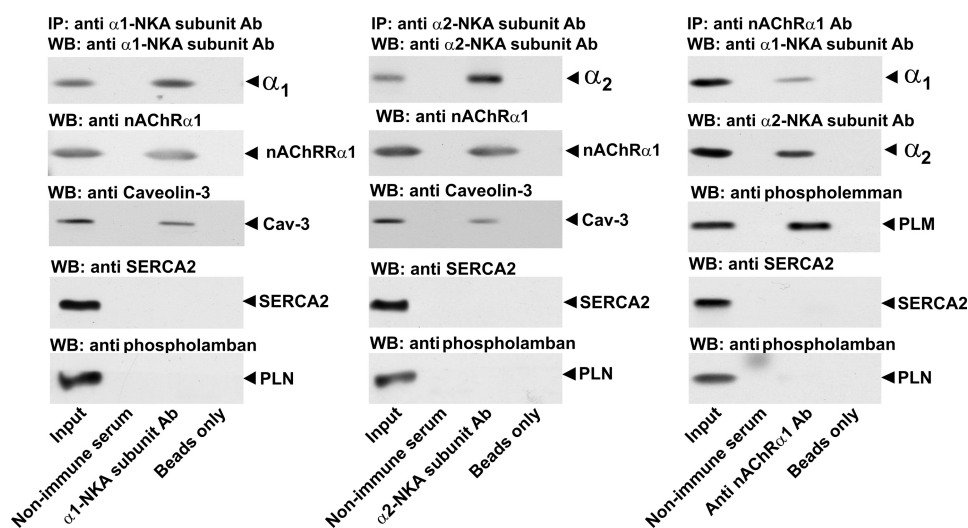 IP: anti α1-NKA subunit Ab
WB: anti α1-NKA subunit Ab
α1
WB: anti nAChRα1
nAChRRα1
WB: anti Caveolin-3
Cav-3
WB: anti SERCA2
SERCA2
WB: anti phospholamban
PLN
Input
Non-immune serum
α1-NKA subunit Ab
Beads only
IP: anti α2-NKA subunit Ab
WB: anti α2-NKA subunit Ab
α2
WB: anti nAChRα1
nAChRα1
WB: anti Caveolin-3
Cav-3
WB: anti SERCA2
SERCA2
WB: anti phospholamban
PLN
Input
Non-immune serum
α2-NKA subunit Ab
Beads only
IP: anti nAChRα1 Ab
WB: anti α1-NKA subunit Ab
α1
WB: anti α2-NKA subunit Ab
α2
WB: anti phospholemman
PLM
WB: anti SERCA2
SERCA2
WB: anti phospholamban
PLN
Input
Non-immune serum
Anti nAChRα1 Ab
Beads only